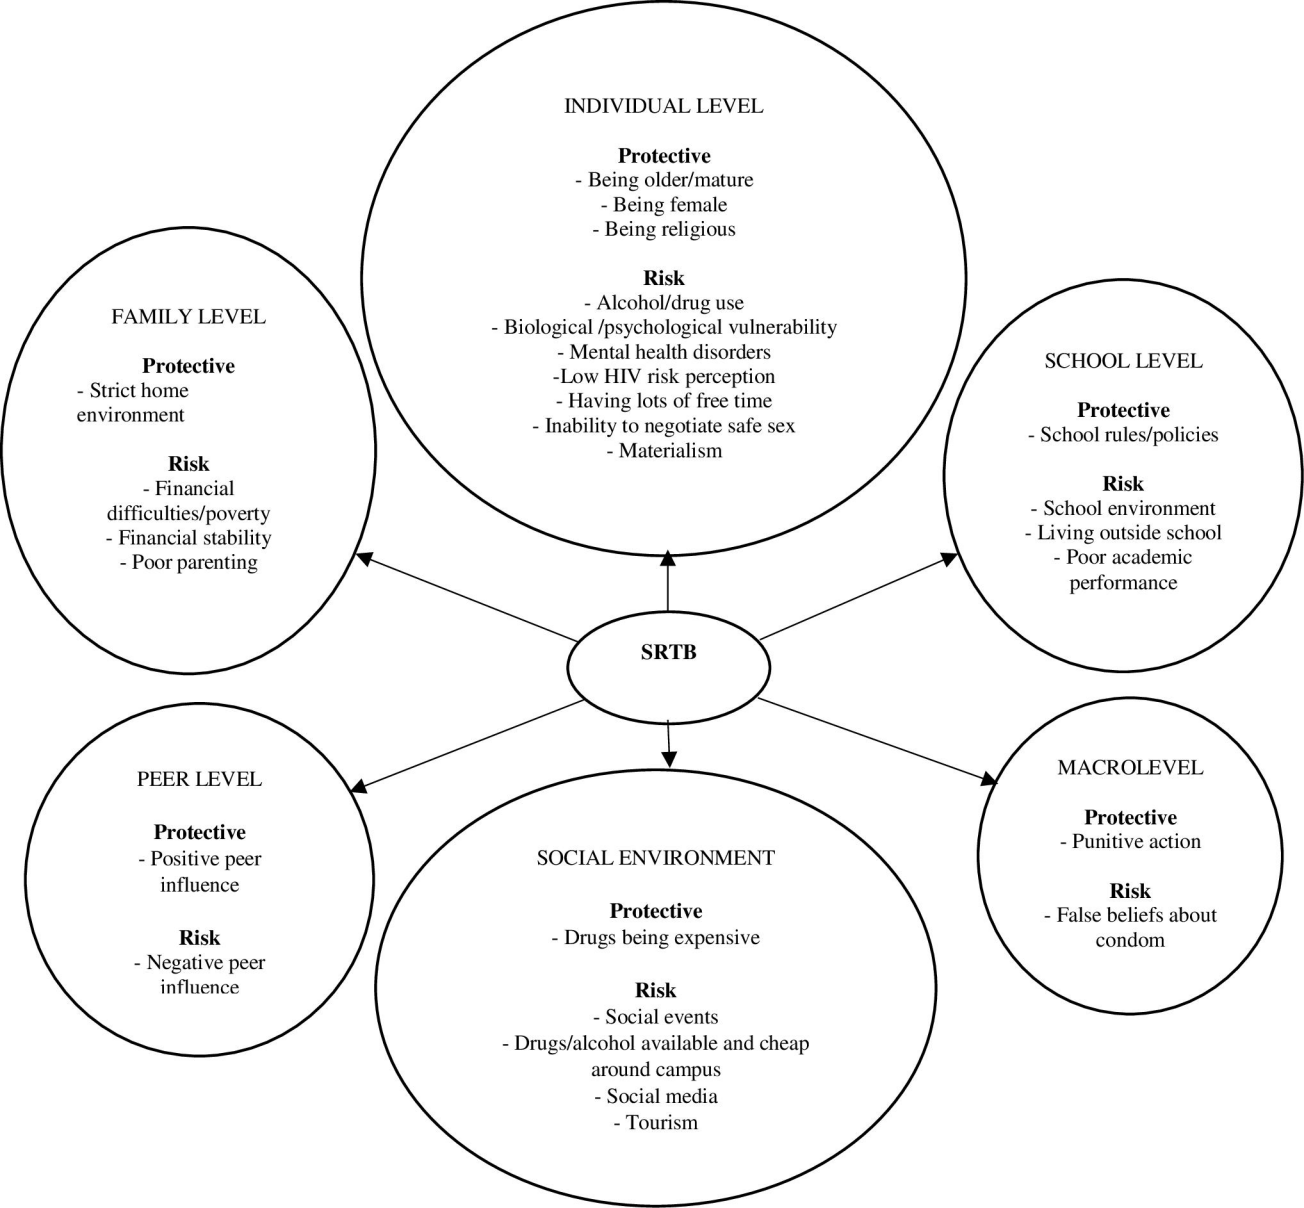 INDIVIDUAL LEVEL
Protective
- Being older/mature
- Being female
- Being religious
Risk
- Alcohol/drug use
- Biological /psychological vulnerability
- Mental health disorders
-Low HIV risk perception
- Having lots of free time
- Inability to negotiate safe sex
- Materialism
FAMILY LEVEL
Protective
- Strict home
environment
Risk
- Financial
difficulties/poverty
- Financial stability
- Poor parenting
SCHOOL LEVEL
Protective
- School rules/policies
Risk
- School environment
- Living outside school
- Poor academic
performance
SRTB
PEER LEVEL
Protective
- Positive peer
influence
Risk
- Negative peer
influence
SOCIAL ENVIRONMENT
Protective
- Drugs being expensive
Risk
- Social events
- Drugs/alcohol available and cheap
around campus
- Social media
- Tourism
MACROLEVEL
Protective
- Punitive action
Risk
- False beliefs about
condom